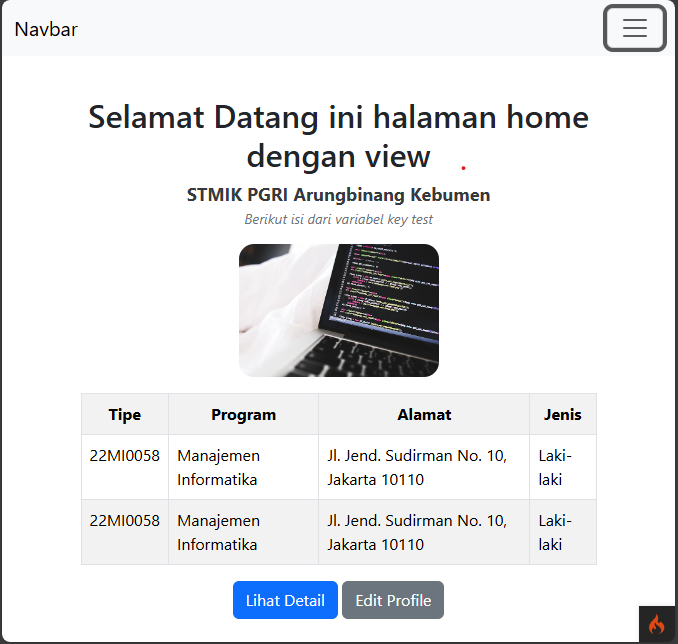 Navbar
Selamat Datang ini halaman home
dengan view
STMIK PGRI Arungbinang Kebumen
Berikut isi dari variabel key test
Tipe Program Alamat Jenis
22MI0058 Manajemen Informatika Jl. Jend. Sudirman No. 10, Jakarta 10110 Laki-laki
22MI0058 Manajemen Informatika Jl. Jend. Sudirman No. 10, Jakarta 10110 Laki-laki
Lihat Detail Edit Profile